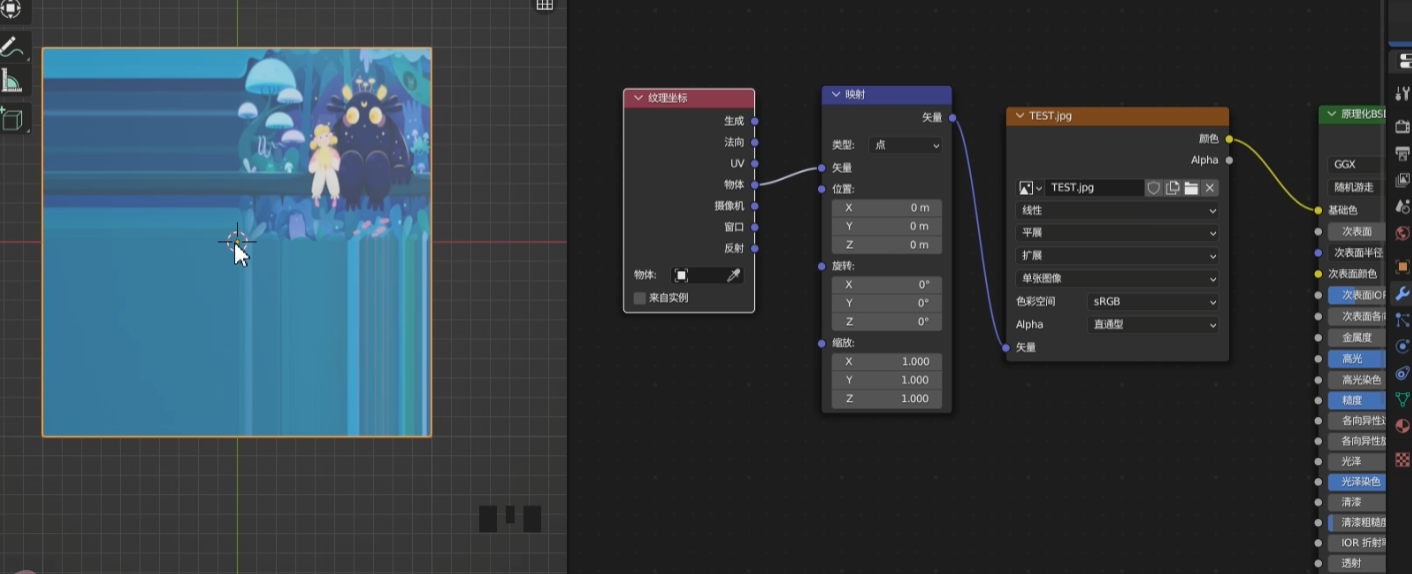 纹理坐标
生成
法向
UV
物体
摄像机
窗口
反射
物体:
来自实例
映射
矢量
类型: 点
矢量
位置:
X 0 m
Y 0 m
Z 0 m
旋转:
X 0°
Y 0°
Z 0°
缩放:
X 1.000
Y 1.000
Z 1.000
TEST.jpg
颜色
Alpha
TEST.jpg
线性
平展
扩展
单张图像
色彩空间 sRGB
Alpha 直通型
矢量
原理化BS
GGX
随机游走
基础色
次表面
次表面半径
次表面颜色
次表面IOR
次表面各
金属度
高光
高光染色
糙度
各向异性
各向异性
光泽
光泽染色
清漆
清漆粗糙度
IOR 折射
透射